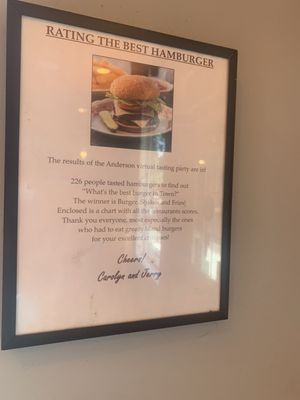 RATING THE BEST HAMBURGER
The results of the Anderson virtual tasting party are in!
226 people tasted hamburgers to find out
"What's the best burger in Town?"
The winner is Burger, Shakes and Fries!
Enclosed is a chart with all the restaurants scores.
Thank you everyone, most especially the ones
who had to eat greasy bland burgers
for your excellent critiques!
Cheers!
Carolyn and Jerry